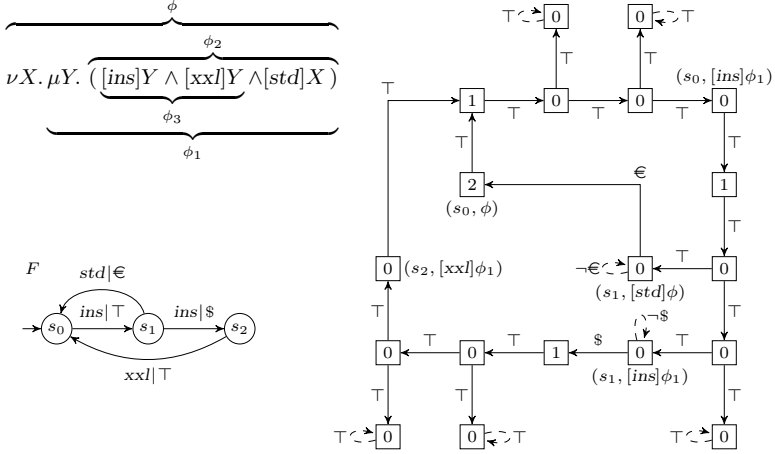 ϕ
ϕ₂
νX. μY. ( [ins]Y ∧ [xxl]Y ∧[std]X )
ϕ₃
ϕ₁
F
std|€
ins|⊤ ins|$
s₀ s₁ s₂
xxl|⊤
⊤ 0 0 ⊤
⊤ ⊤
(s₀, [ins]ϕ₁)
⊤
1 0 0 0
⊤ ⊤ ⊤
⊤ ⊤
€
2 1
(s₀, ϕ)
⊤
0 (s₂, [xxl]ϕ₁) ¬€ 0 ⊤ 0
(s₁, [std]ϕ)
⊤ ¬$ ⊤
⊤ ⊤ $ ⊤
0 0 1 0 0
(s₁, [ins]ϕ₁)
⊤ ⊤ ⊤
⊤ 0 0 ⊤ ⊤ 0